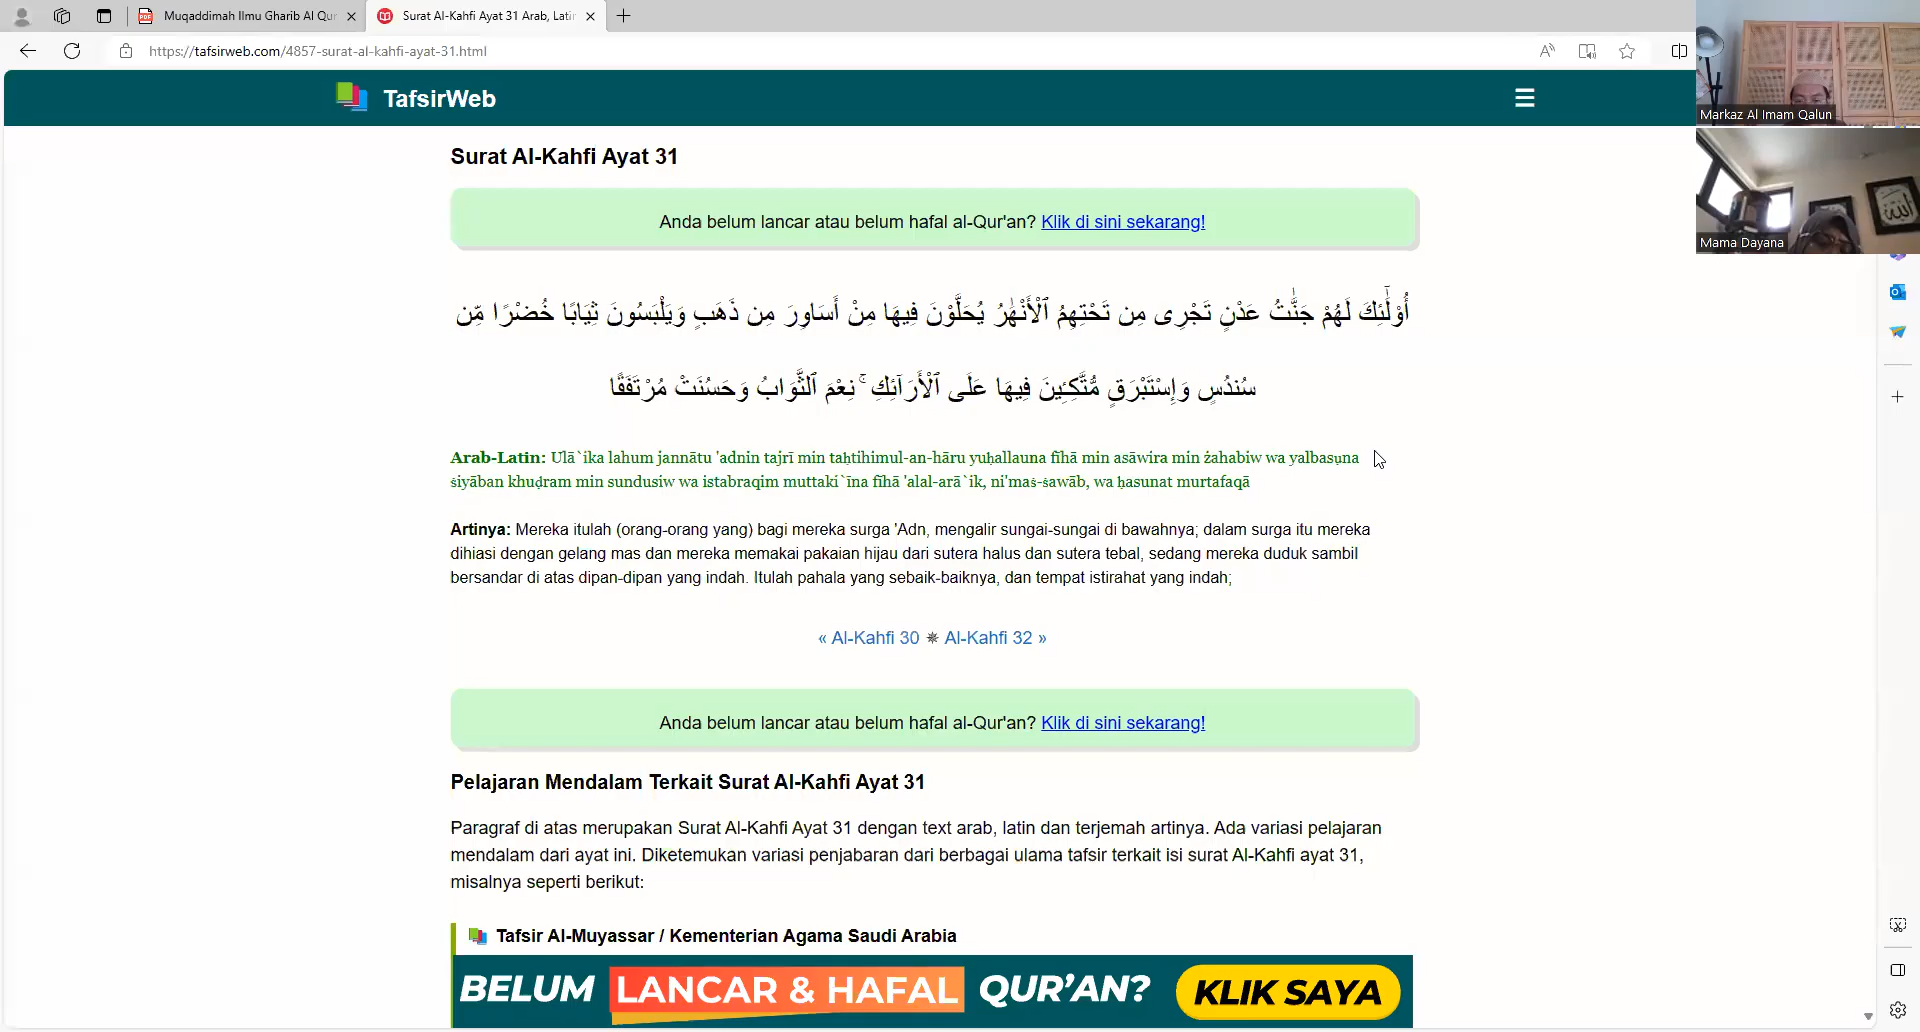 Muqaddimah Ilmu Gharib Al Qur
Surat Al-Kahfi Ayat 31 Arab, Latin
https://tafsirweb.com/4857-surat-al-kahfi-ayat-31.html
Markaz Al Imam Qalun
Mama Dayana
TafsirWeb
Surat Al-Kahfi Ayat 31
Anda belum lancar atau belum hafal al-Qur'an? Klik di sini sekarang!
أُو۟لَٰٓئِكَ لَهُمْ جَنَّٰتُ عَدْنٍ تَجْرِى مِن تَحْتِهِمُ ٱلْأَنْهَٰرُ يُحَلَّوْنَ فِيهَا مِنْ أَسَاوِرَ مِن ذَهَبٍ وَيَلْبَسُونَ ثِيَابًا خُضْرًا مِّن
سُندُسٍ وَإِسْتَبْرَقٍ مُّتَّكِـِٔينَ فِيهَا عَلَى ٱلْأَرَآئِكِ ۚ نِعْمَ ٱلثَّوَابُ وَحَسُنَتْ مُرْتَفَقًا
Arab-Latin: Ulā`ika lahum jannātu 'adnin tajrī min taḥtihimul-an-hāru yuḥallauna fīhā min asāwira min żahabiw wa yalbasụna
ṡiyāban khuḍram min sundusiw wa istabraqim muttaki`īna fīhā 'alal-arā`ik, ni'maṡ-ṡawāb, wa ḥasunat murtafaqā
Artinya: Mereka itulah (orang-orang yang) bagi mereka surga 'Adn, mengalir sungai-sungai di bawahnya; dalam surga itu mereka
dihiasi dengan gelang mas dan mereka memakai pakaian hijau dari sutera halus dan sutera tebal, sedang mereka duduk sambil
bersandar di atas dipan-dipan yang indah. Itulah pahala yang sebaik-baiknya, dan tempat istirahat yang indah;
« Al-Kahfi 30 ✵ Al-Kahfi 32 »
Anda belum lancar atau belum hafal al-Qur'an? Klik di sini sekarang!
Pelajaran Mendalam Terkait Surat Al-Kahfi Ayat 31
Paragraf di atas merupakan Surat Al-Kahfi Ayat 31 dengan text arab, latin dan terjemah artinya. Ada variasi pelajaran
mendalam dari ayat ini. Diketemukan variasi penjabaran dari berbagai ulama tafsir terkait isi surat Al-Kahfi ayat 31,
misalnya seperti berikut:
Tafsir Al-Muyassar / Kementerian Agama Saudi Arabia
BELUM LANCAR & HAFAL QUR'AN? KLIK SAYA